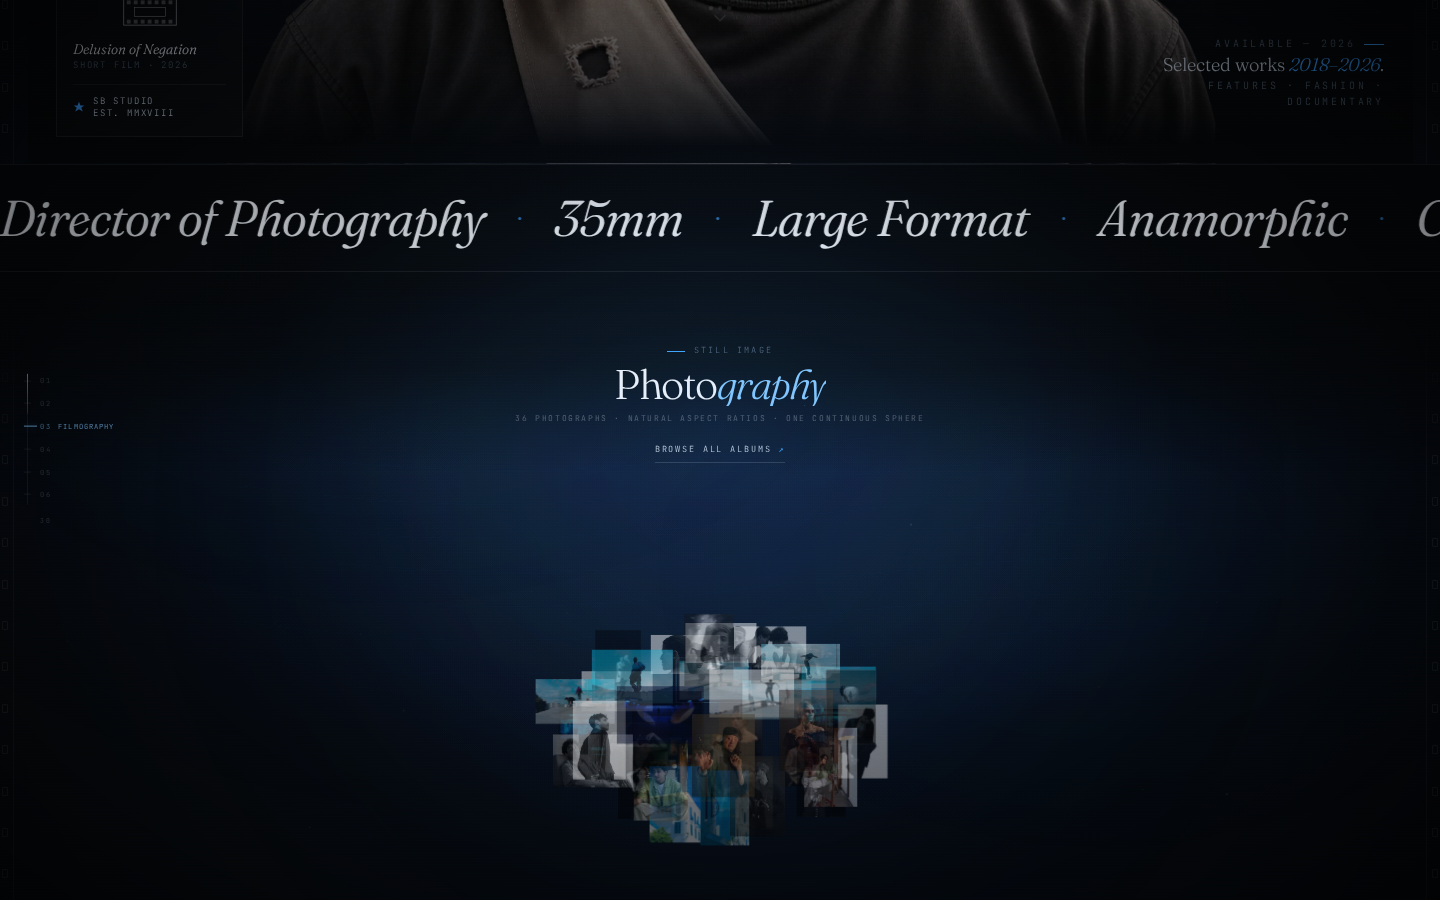 Delusion of Negation
SHORT FILM · 2026
SB STUDIO
EST. MMXVIII
AVAILABLE — 2026
Selected works 2018–2026.
FEATURES · FASHION ·
DOCUMENTARY
Director of Photography · 35mm · Large Format · Anamorphic · C
STILL IMAGE
Photography
36 PHOTOGRAPHS · NATURAL ASPECT RATIOS · ONE CONTINUOUS SPHERE
BROWSE ALL ALBUMS ↗
01
02
03 FILMOGRAPHY
04
05
06